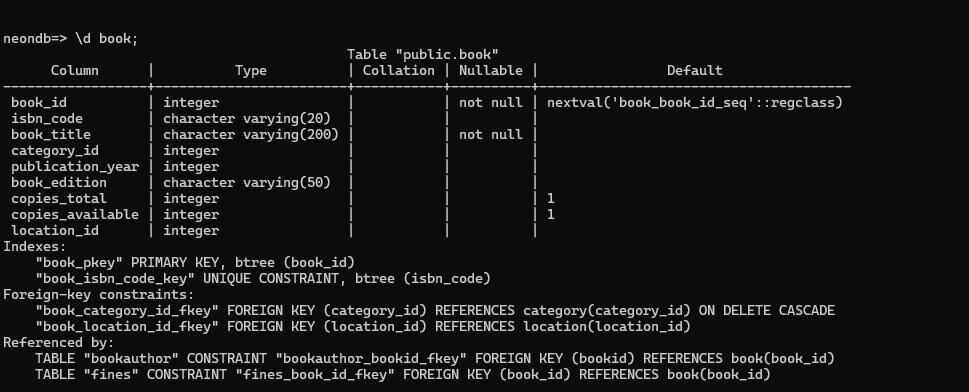 neondb=> \d book;
                                           Table "public.book"
      Column      |          Type          | Collation | Nullable |                Default
------------------+------------------------+-----------+----------+---------------------------------------
 book_id          | integer                |           | not null | nextval('book_book_id_seq'::regclass)
 isbn_code        | character varying(20)  |           |          |
 book_title       | character varying(200) |           | not null |
 category_id      | integer                |           |          |
 publication_year | integer                |           |          |
 book_edition     | character varying(50)  |           |          |
 copies_total     | integer                |           |          | 1
 copies_available | integer                |           |          | 1
 location_id      | integer                |           |          |
Indexes:
    "book_pkey" PRIMARY KEY, btree (book_id)
    "book_isbn_code_key" UNIQUE CONSTRAINT, btree (isbn_code)
Foreign-key constraints:
    "book_category_id_fkey" FOREIGN KEY (category_id) REFERENCES category(category_id) ON DELETE CASCADE
    "book_location_id_fkey" FOREIGN KEY (location_id) REFERENCES location(location_id)
Referenced by:
    TABLE "bookauthor" CONSTRAINT "bookauthor_bookid_fkey" FOREIGN KEY (bookid) REFERENCES book(book_id)
    TABLE "fines" CONSTRAINT "fines_book_id_fkey" FOREIGN KEY (book_id) REFERENCES book(book_id)